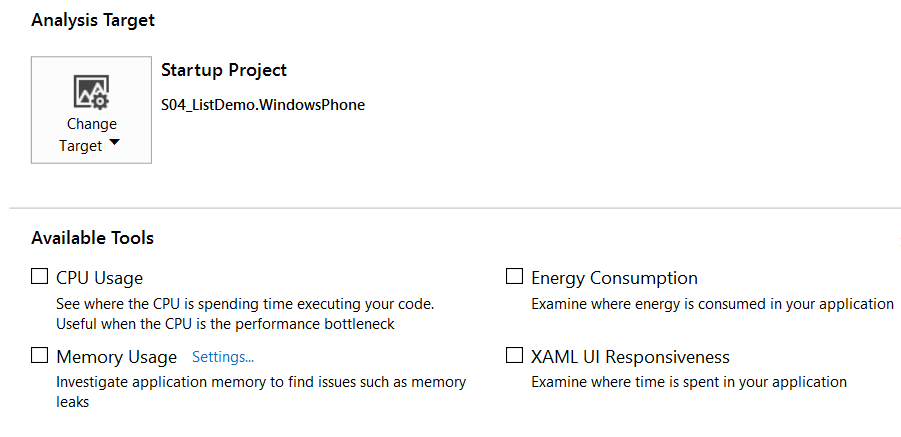 Analysis Target
Change
Target
Startup Project
S04_ListDemo.WindowsPhone
Available Tools
CPU Usage
See where the CPU is spending time executing your code.
Useful when the CPU is the performance bottleneck
Energy Consumption
Examine where energy is consumed in your application
Memory Usage Settings...
Investigate application memory to find issues such as memory
leaks
XAML UI Responsiveness
Examine where time is spent in your application